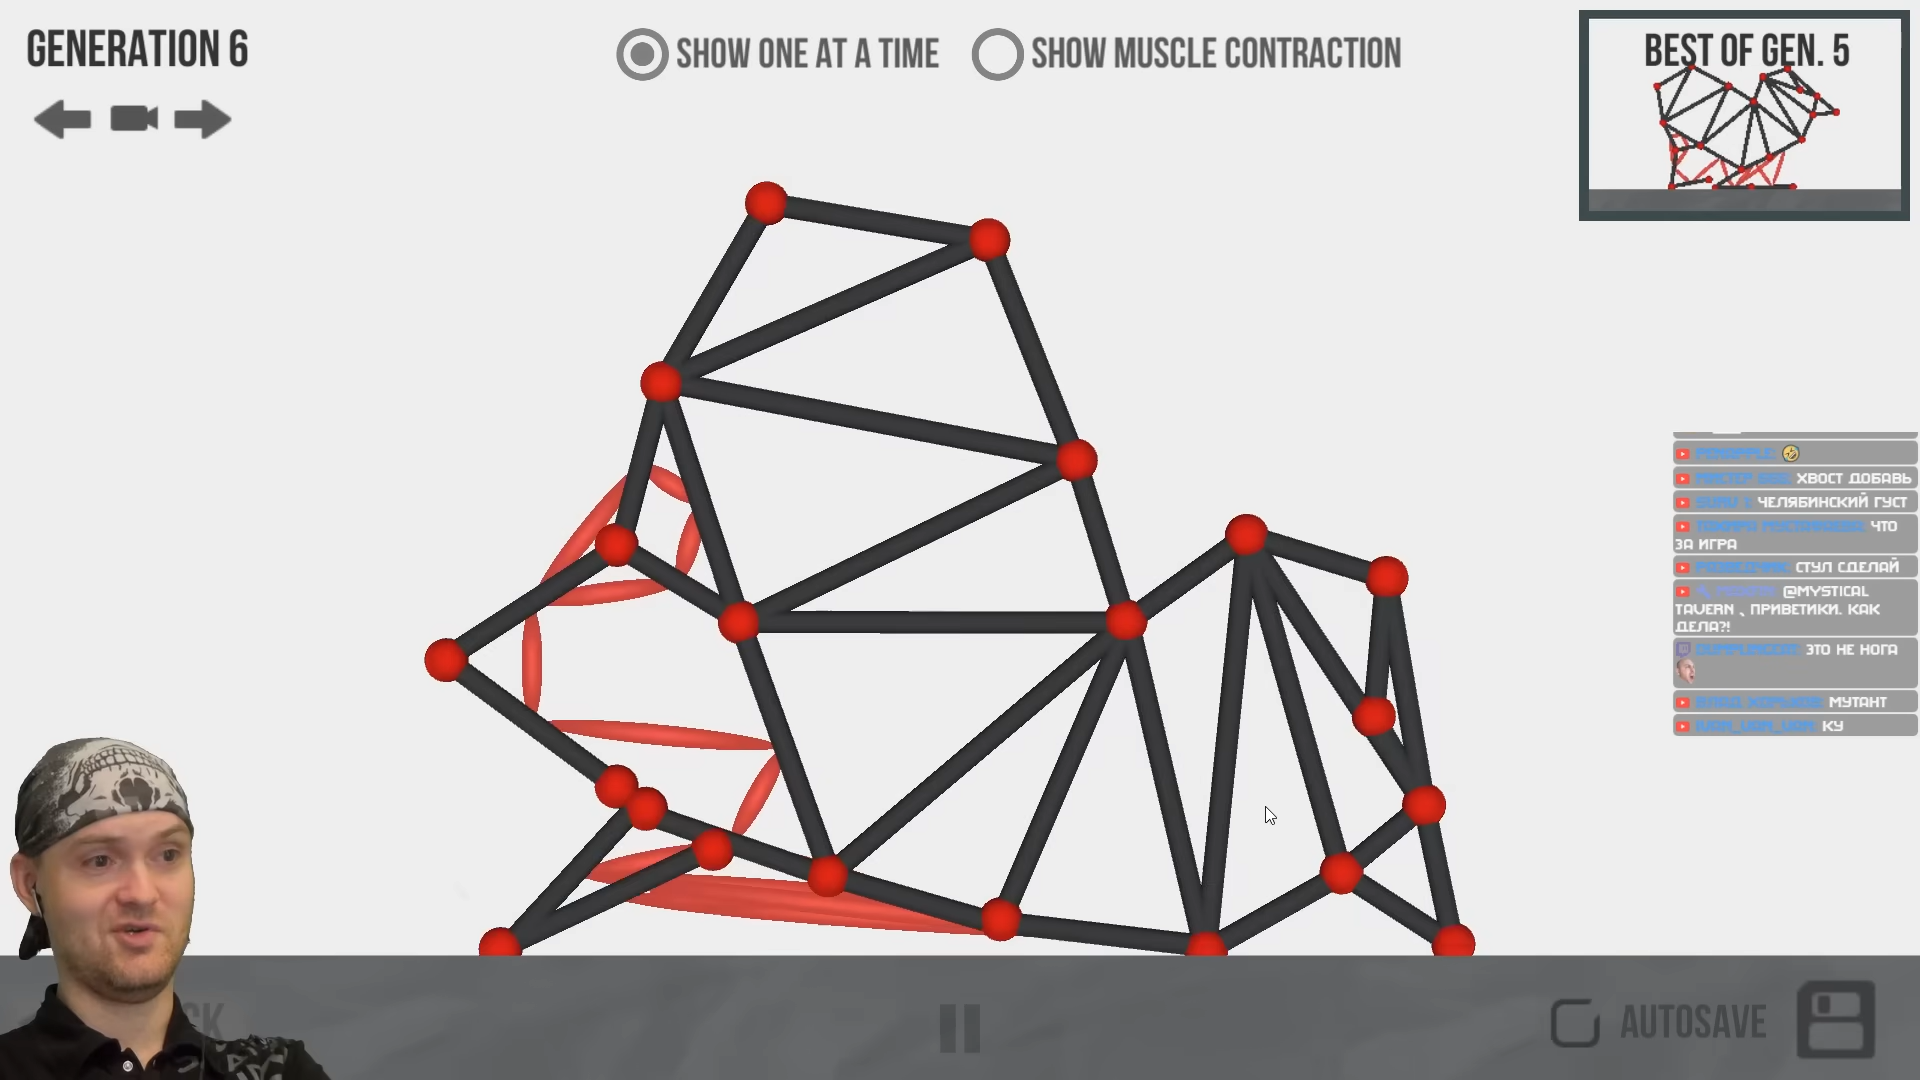 GENERATION 6
SHOW ONE AT A TIME
SHOW MUSCLE CONTRACTION
BEST OF GEN. 5
ХВОСТ ДОБАВЬ
ЧЕЛЯБИНСКИЙ ГУСТ
ЧТО
ЗА ИГРА
СТУЛ СДЕЛАЙ
@MYSTICAL
TAVERN , ПРИВЕТИКИ. КАК
ДЕЛА?!
ЭТО НЕ НОГА
МУТАНТ
КУ
AUTOSAVE